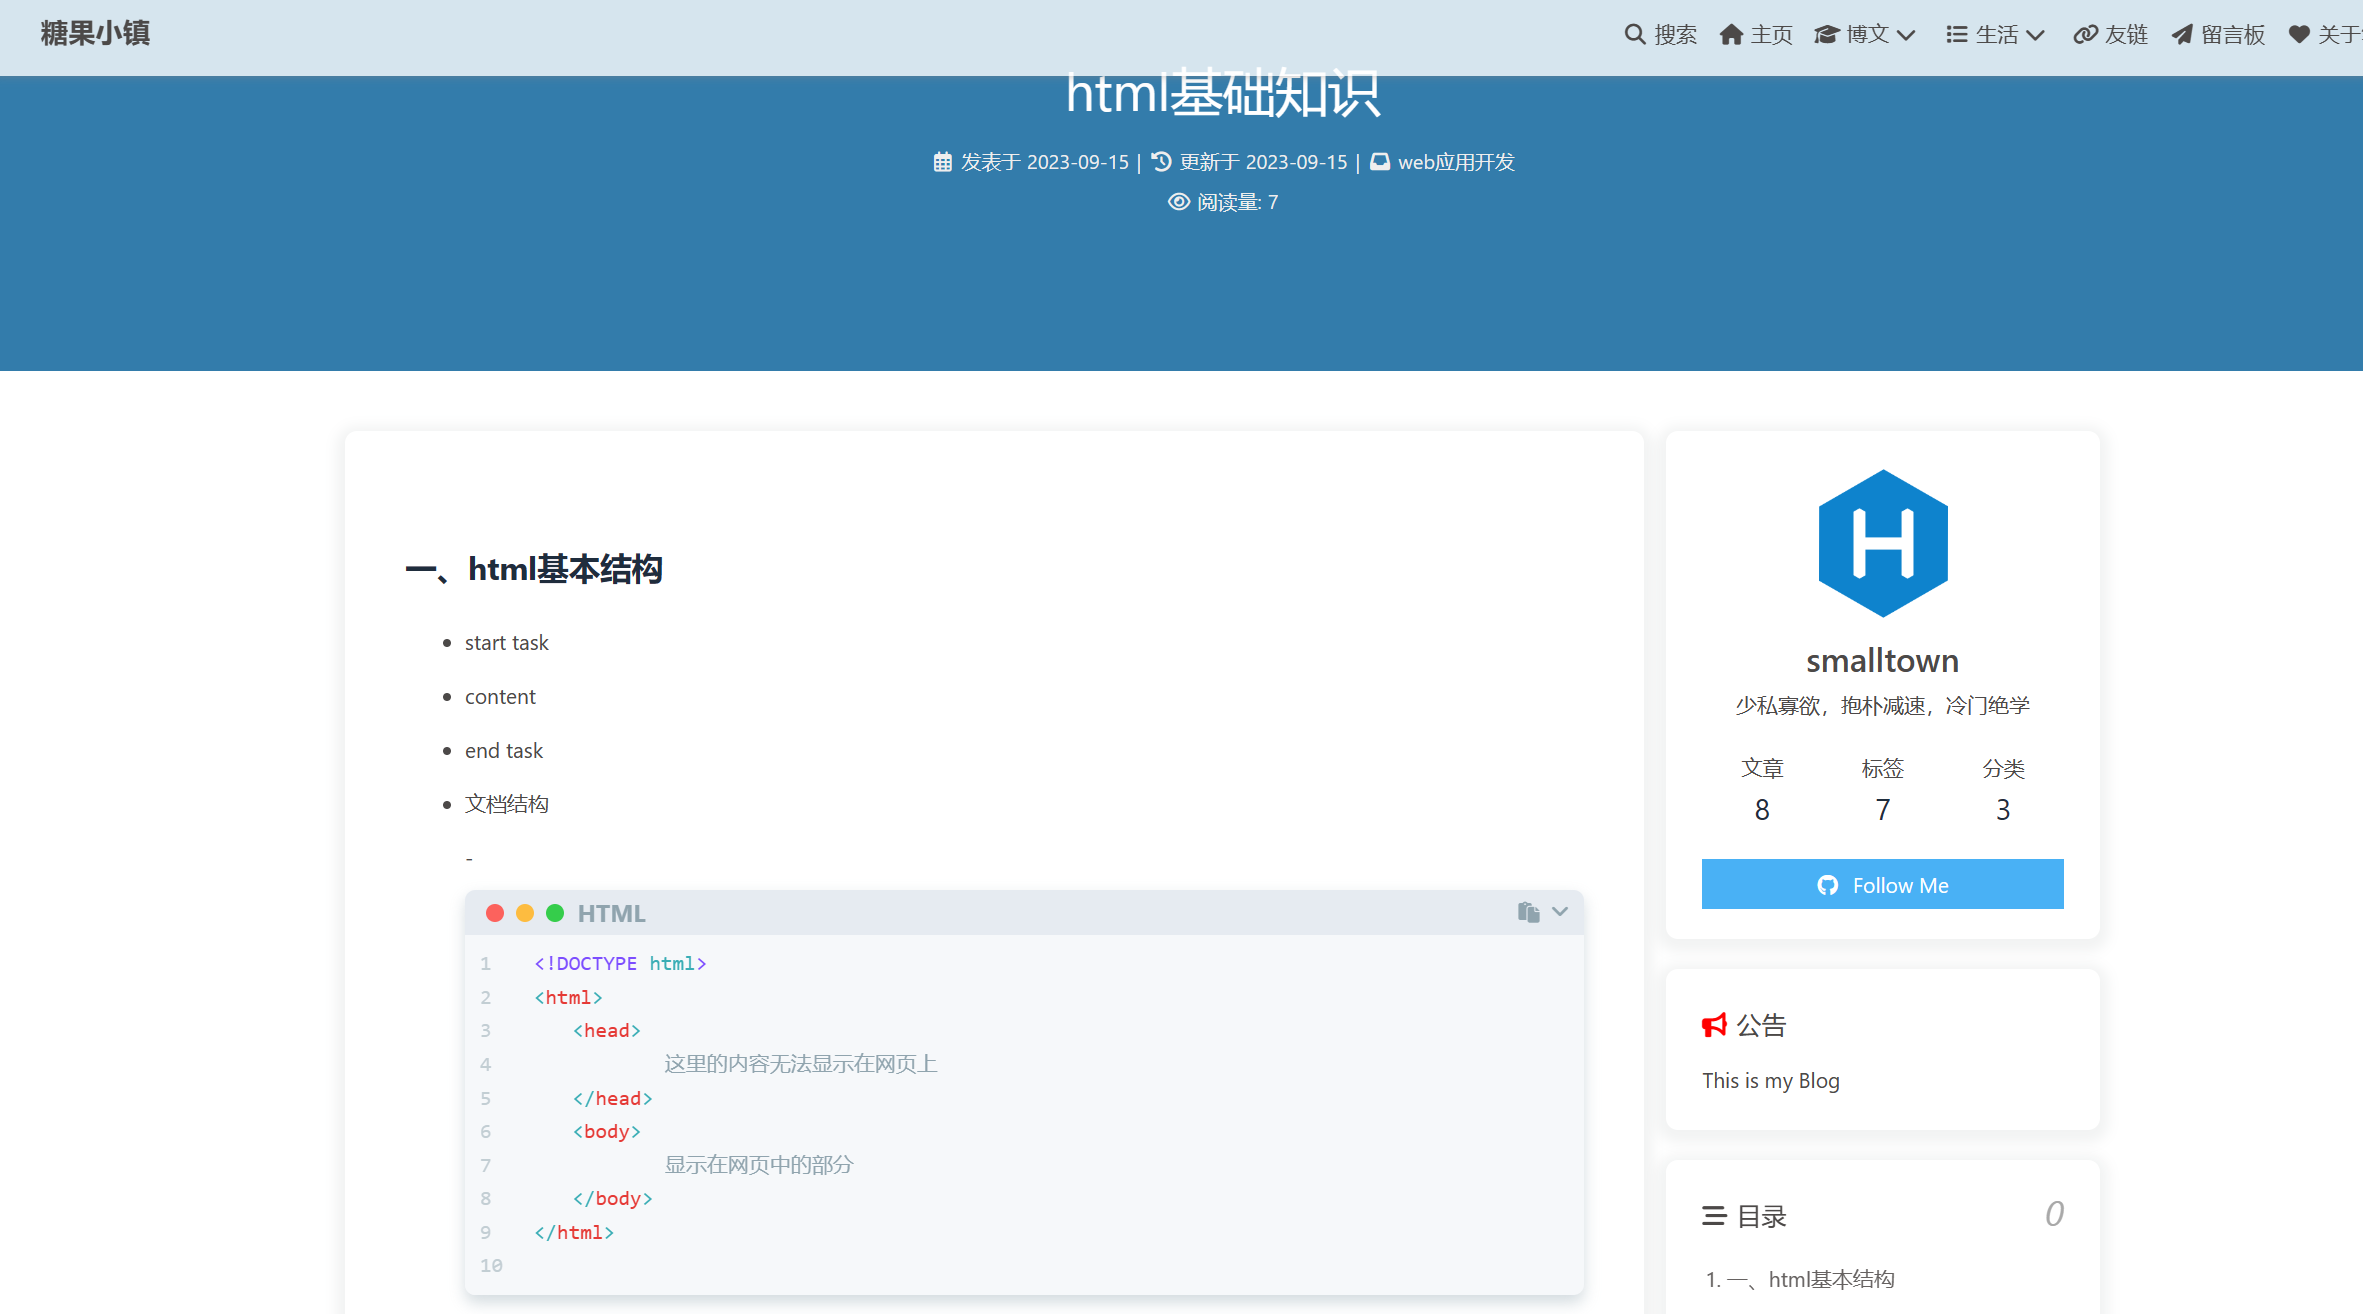 糖果小镇
搜索 主页 博文 生活 友链 留言板 关于
html基础知识
发表于 2023-09-15 | 更新于 2023-09-15 | web应用开发
阅读量: 7
一、html基本结构
start task
content
end task
文档结构
-
HTML
1 <!DOCTYPE html>
2 <html>
3 <head>
4 这里的内容无法显示在网页上
5 </head>
6 <body>
7 显示在网页中的部分
8 </body>
9 </html>
10
smalltown
少私寡欲，抱朴减速，冷门绝学
文章 标签 分类
8 7 3
Follow Me
公告
This is my Blog
目录 0
1. 一、html基本结构